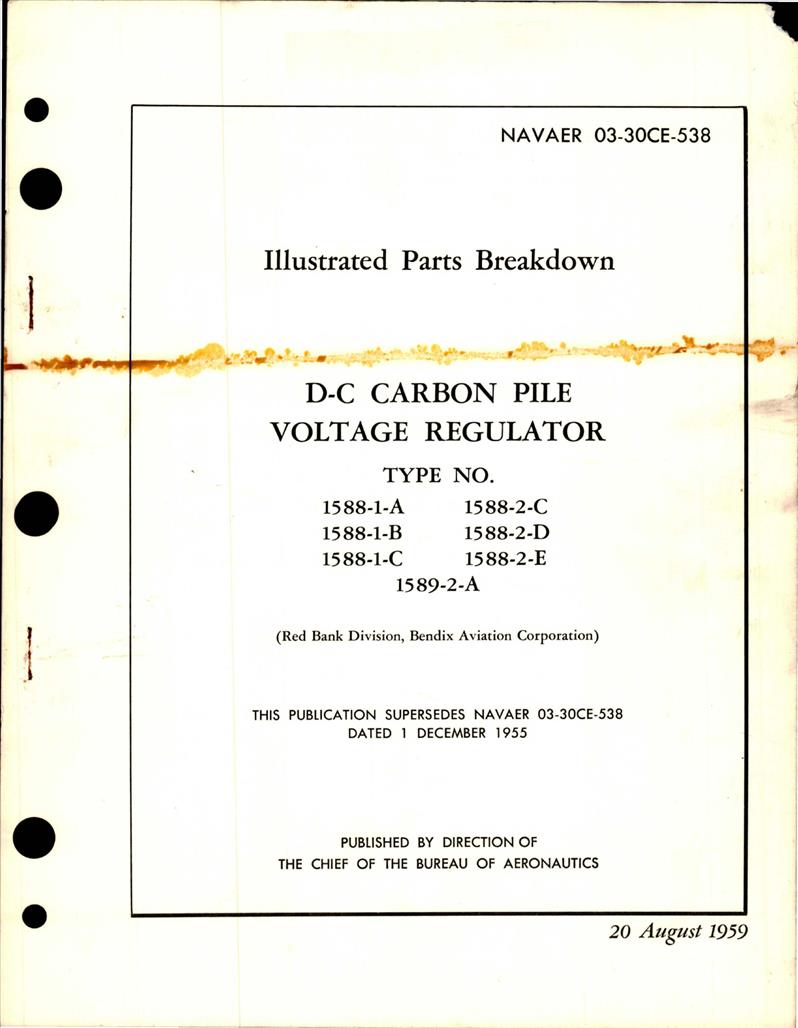 NAVAER 03-30CE-538
Illustrated Parts Breakdown
D-C CARBON PILE
VOLTAGE REGULATOR
TYPE NO.
1588-1-A 1588-2-C
1588-1-B 1588-2-D
1588-1-C 1588-2-E
1589-2-A
(Red Bank Division, Bendix Aviation Corporation)
THIS PUBLICATION SUPERSEDES NAVAER 03-30CE-538
DATED 1 DECEMBER 1955
PUBLISHED BY DIRECTION OF
THE CHIEF OF THE BUREAU OF AERONAUTICS
20 August 1959